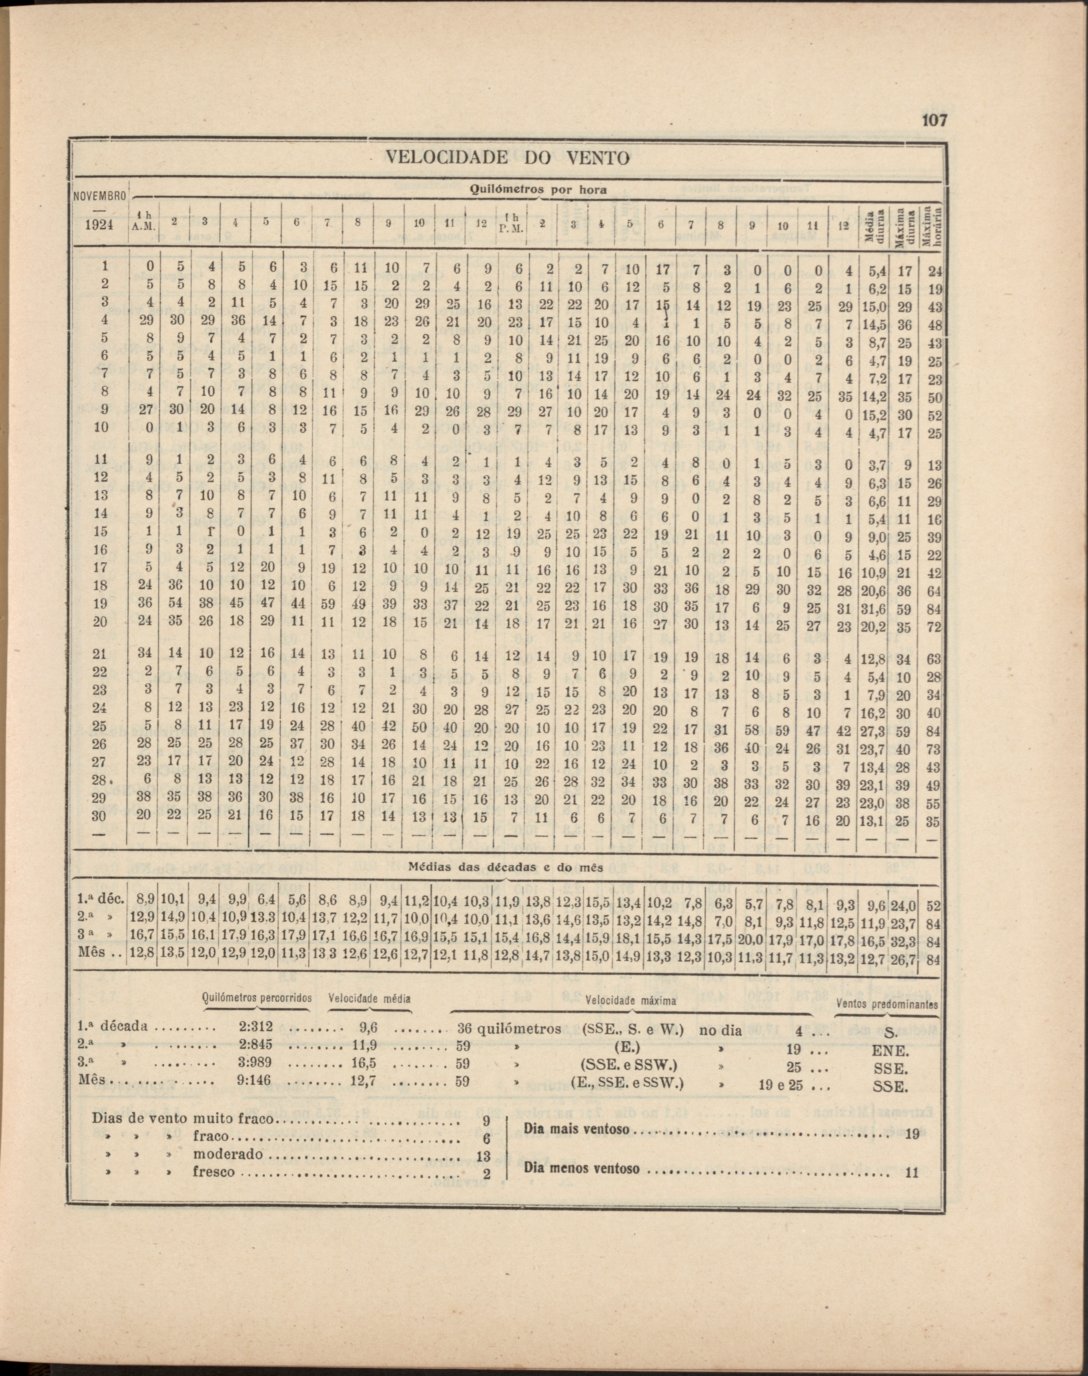 107
VELOCIDADE DO VENTO
NOVEMBRO — 1924 Quilómetros por hora
1 h A.M. 2 3 4 5 6 7 8 9 10 11 12 1 h P.M. 2 3 4 5 6 7 8 9 10 11 12 Média diurna Máxima diurna Máxima horária
1 0 5 4 5 6 3 6 11 10 7 6 9 6 2 2 7 10 17 7 3 0 0 0 4 5,4 17 24
2 5 5 8 8 4 10 15 15 2 2 4 2 6 11 10 6 12 5 8 2 1 6 2 1 6,2 15 19
3 4 4 2 11 5 4 7 3 20 29 25 16 13 22 22 20 17 15 14 12 19 23 25 29 15,0 29 43
4 29 30 29 36 14 7 3 18 23 26 21 20 23 17 15 10 4 1 1 5 5 8 7 7 14,5 36 48
5 8 9 7 4 7 2 7 3 2 2 8 9 10 14 21 25 20 16 10 10 4 2 5 3 8,7 25 43
6 5 5 4 5 1 1 6 2 1 1 1 2 8 9 11 19 9 6 6 2 0 0 2 6 4,7 19 25
7 7 5 7 3 8 6 8 8 7 4 3 5 10 13 14 17 12 10 6 1 3 4 7 4 7,2 17 23
8 4 7 10 7 8 8 11 9 9 10 10 9 7 16 10 14 20 19 14 24 24 32 25 35 14,2 35 50
9 27 30 20 14 8 12 16 15 16 29 26 28 29 27 10 20 17 4 9 3 0 0 4 0 15,2 30 52
10 0 1 3 6 3 3 7 5 4 2 0 3 7 7 8 17 13 9 3 1 1 3 4 4 4,7 17 25
11 9 1 2 3 6 4 6 6 8 4 2 1 1 4 3 5 2 4 8 0 1 5 3 0 3,7 9 13
12 4 5 2 5 3 8 11 8 5 3 3 3 4 12 9 13 15 8 6 4 3 4 4 9 6,3 15 26
13 8 7 10 8 7 10 6 7 11 11 9 8 5 2 7 4 9 9 0 2 8 2 5 3 6,6 11 29
14 9 3 8 7 7 6 9 7 11 11 4 1 2 4 10 8 6 6 0 1 3 5 1 1 5,4 11 16
15 1 1 r 0 1 1 3 6 2 0 2 12 19 25 25 23 22 19 21 11 10 3 0 9 9,0 25 39
16 9 3 2 1 1 1 7 3 4 4 2 3 9 9 10 15 5 5 2 2 2 0 6 5 4,6 15 22
17 5 4 5 12 20 9 19 12 10 10 10 11 11 16 16 13 9 21 10 2 5 10 15 16 10,9 21 42
18 24 36 10 10 12 10 6 12 9 9 14 25 21 22 22 17 30 33 36 18 29 30 32 28 20,6 36 64
19 36 54 38 45 47 44 59 49 39 33 37 22 21 25 23 16 18 30 35 17 6 9 25 31 31,6 59 84
20 24 35 26 18 29 11 11 12 18 15 21 14 18 17 21 21 16 27 30 13 14 25 27 23 20,2 35 72
21 34 14 10 12 16 14 13 11 10 8 6 14 12 14 9 10 17 19 19 18 14 6 3 4 12,8 34 63
22 2 7 6 5 6 4 3 3 1 3 5 5 8 9 7 6 9 2 9 2 10 9 5 4 5,4 10 28
23 3 7 3 4 3 7 6 7 2 4 3 9 12 15 15 8 20 13 17 13 8 5 3 1 7,9 20 34
24 8 12 13 23 12 16 12 12 21 30 20 28 27 25 22 23 20 20 8 7 6 8 10 7 16,2 30 40
25 5 8 11 17 19 24 28 40 42 50 40 20 20 10 10 17 19 22 17 31 58 59 47 42 27,3 59 84
26 28 25 25 28 25 37 30 34 26 14 24 12 20 16 10 23 11 12 18 36 40 24 26 31 23,7 40 73
27 23 17 17 20 24 12 28 14 18 10 11 11 10 22 16 12 24 10 2 3 3 5 3 7 13,4 28 43
28 6 8 13 13 12 12 18 17 16 21 18 21 25 26 28 32 34 33 30 38 33 32 30 39 23,1 39 49
29 38 35 38 36 30 38 16 10 17 16 15 16 13 20 21 22 20 18 16 20 22 24 27 23 23,0 38 55
30 20 22 25 21 16 15 17 18 14 13 13 15 7 11 6 6 7 6 7 7 6 7 16 20 13,1 25 35
— — — — — — — — — — — — — — — — — — — — — — — — — — — —
Médias das décadas e do mês
1.ª déc. 8,9 10,1 9,4 9,9 6.4 5,6 8,6 8,9 9,4 11,2 10,4 10,3 11,9 13,8 12,3 15,5 13,4 10,2 7,8 6,3 5,7 7,8 8,1 9,3 9,6 24,0 52
2.ª » 12,9 14,9 10,4 10,9 13.3 10,4 13,7 12,2 11,7 10,0 10,4 10,0 11,1 13,6 14,6 13,5 13,2 14,2 14,8 7,0 8,1 9,3 11,8 12,5 11,9 23,7 84
3ª » 16,7 15,5 16,1 17,9 16,3 17,9 17,1 16,6 16,7 16,9 15,5 15,1 15,4 16,8 14,4 15,9 18,1 15,5 14,3 17,5 20,0 17,9 17,0 17,8 16,5 32,3 84
Mês .. 12,8 13,5 12,0 12,9 12,0 11,3 13 3 12,6 12,6 12,7 12,1 11,8 12,8 14,7 13,8 15,0 14,9 13,3 12,3 10,3 11,3 11,7 11,3 13,2 12,7 26,7 84
Quilómetros percorridos Velocidade média Velocidade máxima Ventos predominantes
1.ª década ......... 2:312 ........ 9,6 ....... 36 quilómetros (SSE., S. e W.) no dia 4 ... S.
2.ª » ......... 2:845 ........ 11,9 ........ 59 » (E.) » 19 ... ENE.
3.ª » ......... 3:989 ........ 16,5 ........ 59 » (SSE. e SSW.) » 25 ... SSE.
Mês ............... 9:146 ........ 12,7 ........ 59 » (E., SSE. e SSW.) » 19 e 25 ... SSE.
Dias de vento muito fraco............................ 9
» » » fraco................................... 6
» » » moderado ............................. 13
» » » fresco ................................. 2
Dia mais ventoso ..................................... 19
Dia menos ventoso ................................... 11